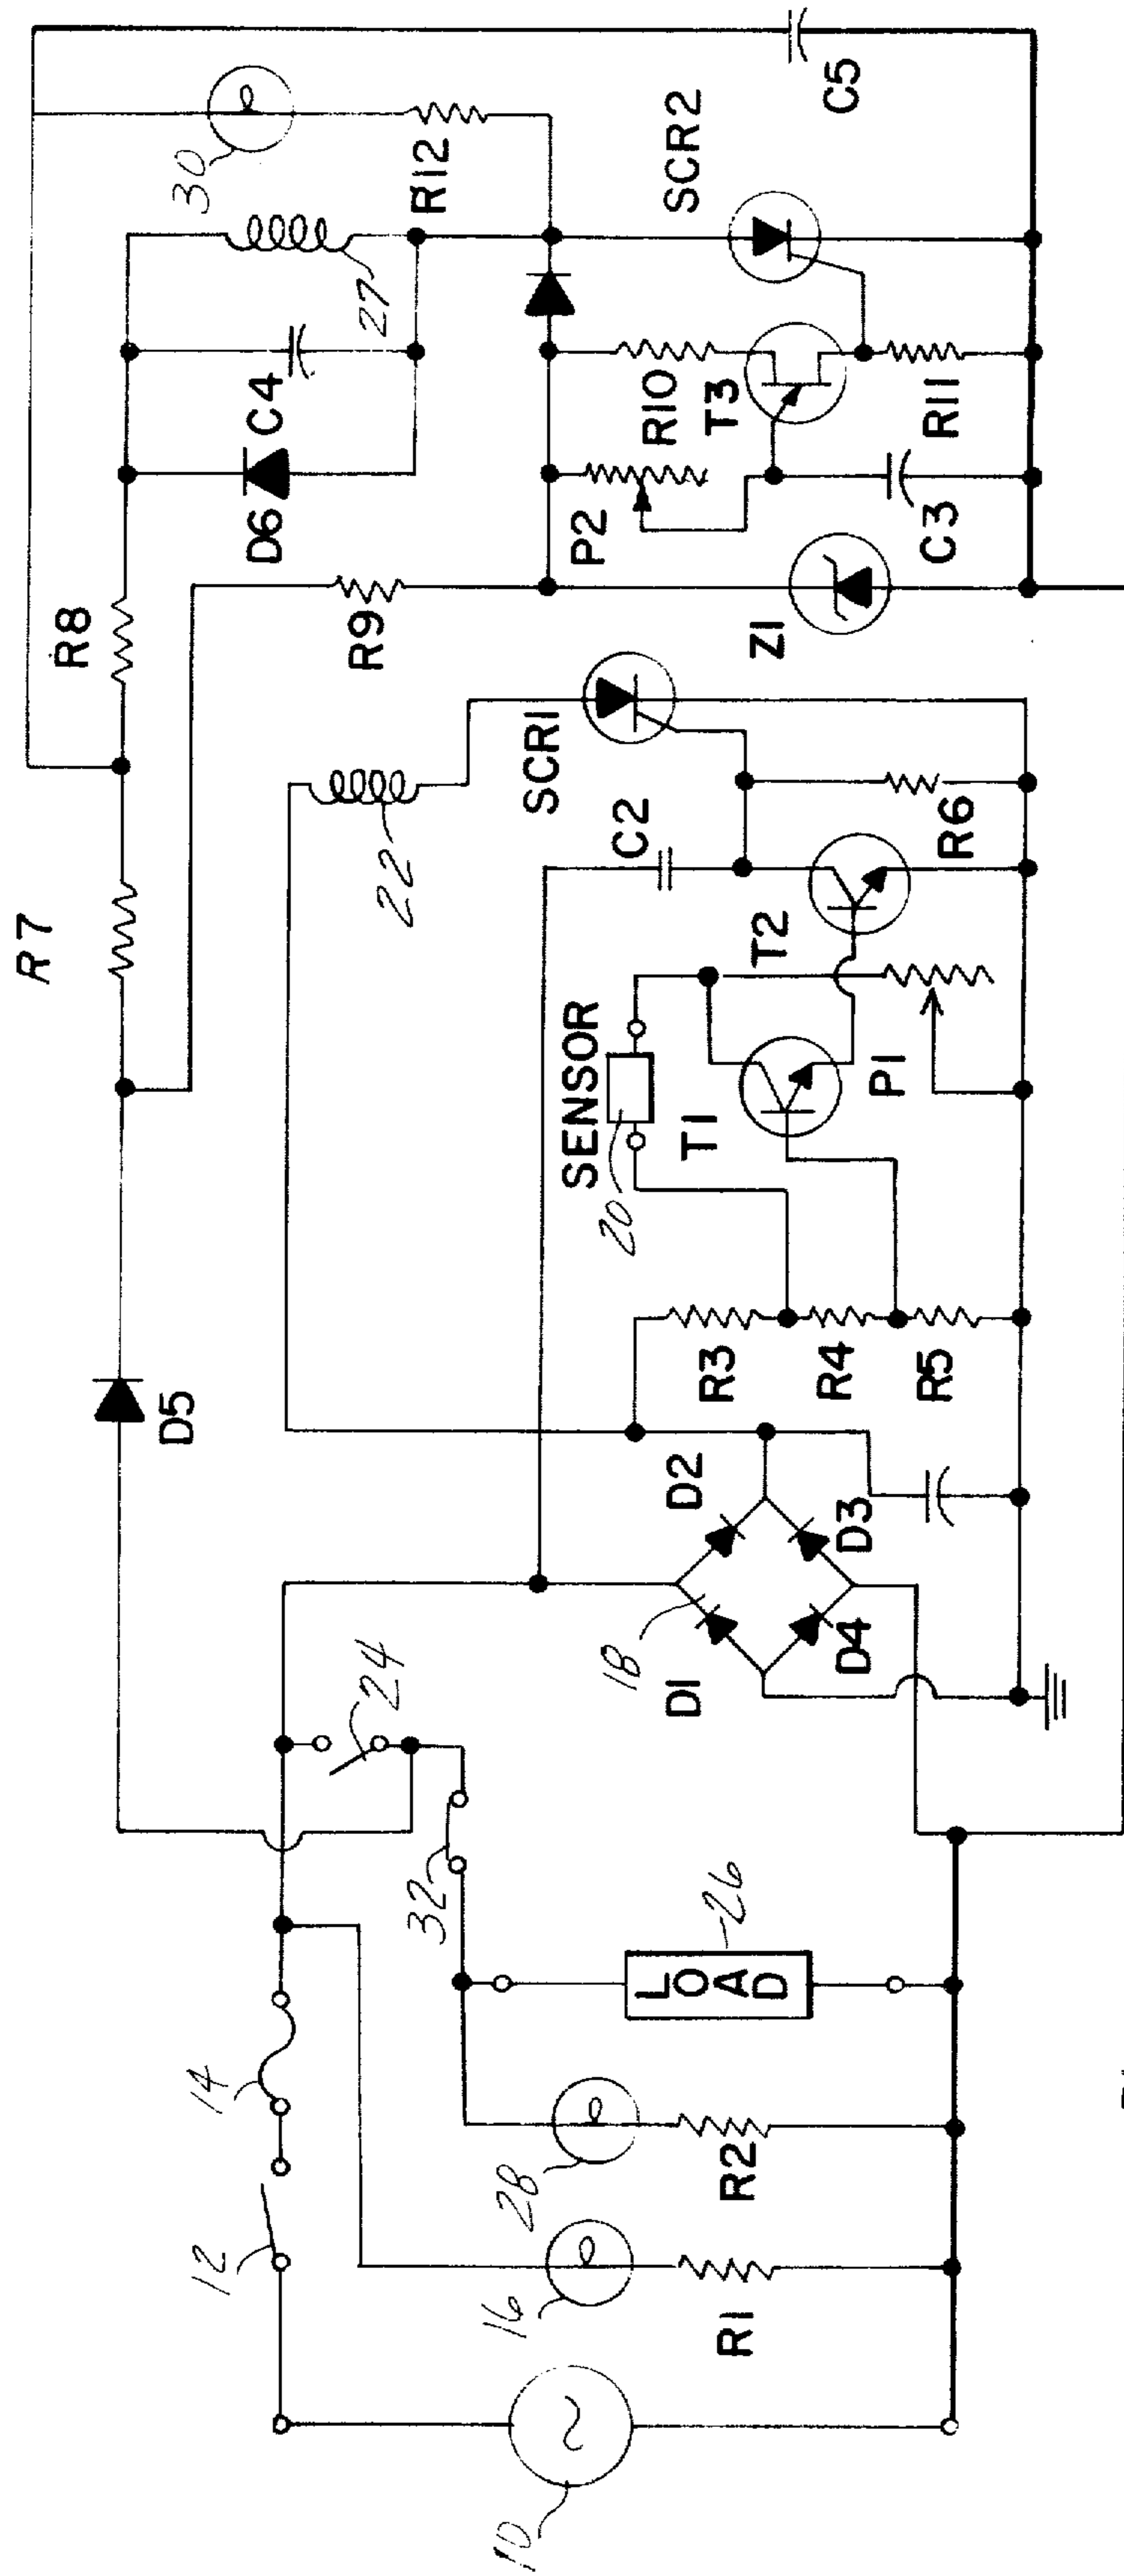 R7
R8
30
D5
R9
D6
C4
27
R12
C5
SCR2
22
SCR1
P2
R10
T3
R11
C3
Z1
C2
R6
T2
SENSOR
20
T1
P1
R3
R4
R5
D2
D3
18
D1
D4
24
32
14
12
LOAD
26
28
R2
16
R1
10